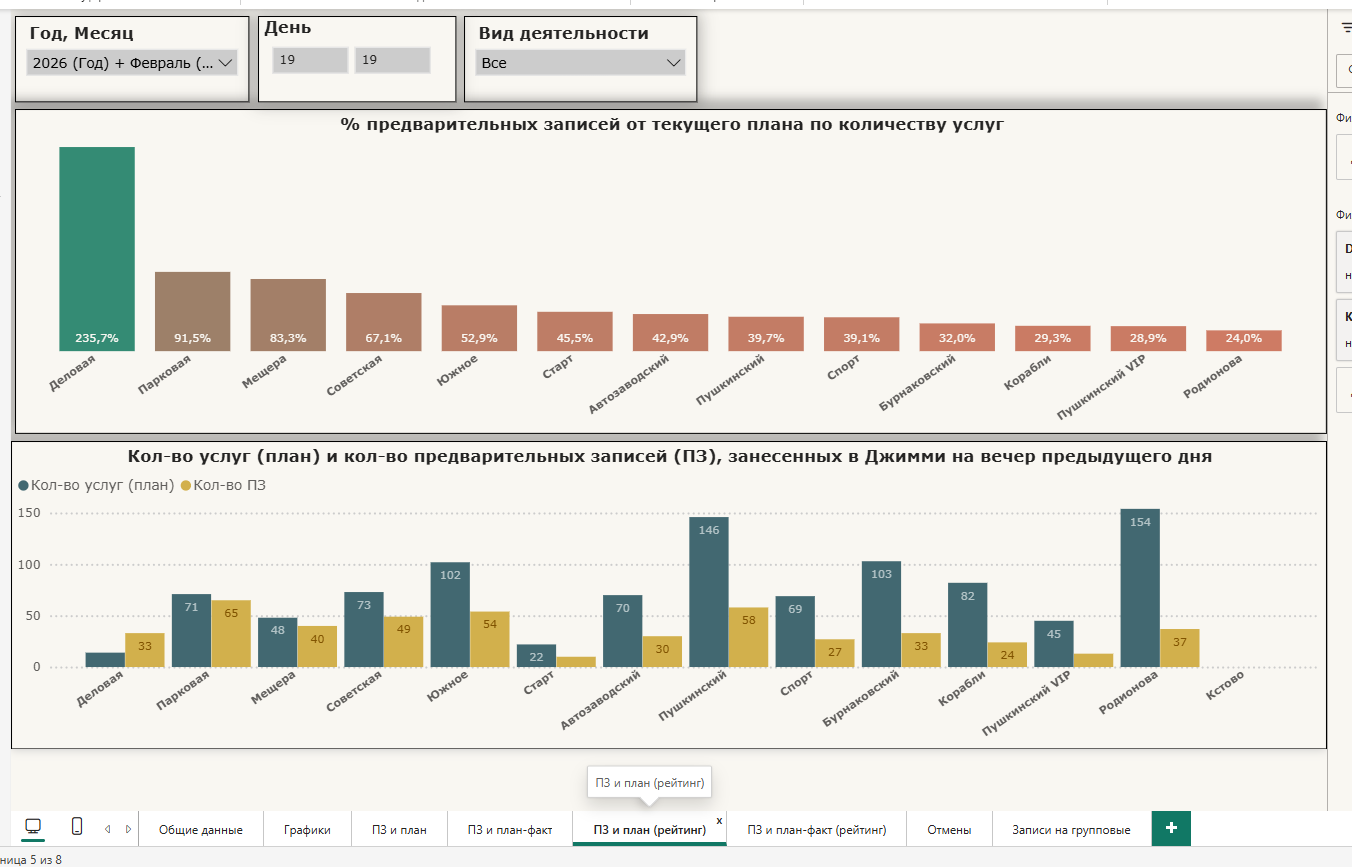 Год, Месяц
2026 (Год) + Февраль (...
День
19
19
Вид деятельности
Все
% предварительных записей от текущего плана по количеству услуг
235,7%
91,5%
83,3%
67,1%
52,9%
45,5%
42,9%
39,7%
39,1%
32,0%
29,3%
28,9%
24,0%
Деловая
Парковая
Мещера
Советская
Южное
Старт
Автозаводский
Пушкинский
Спорт
Бурнаковский
Корабли
Пушкинский VIP
Родионова
Кол-во услуг (план) и кол-во предварительных записей (ПЗ), занесенных в Джимми на вечер предыдущего дня
Кол-во услуг (план)
Кол-во ПЗ
150
100
50
0
33
71
65
48
40
73
49
102
54
22
70
30
146
58
69
27
103
33
82
24
45
154
37
Деловая
Парковая
Мещера
Советская
Южное
Старт
Автозаводский
Пушкинский
Спорт
Бурнаковский
Корабли
Пушкинский VIP
Родионова
Кстово
ПЗ и план (рейтинг)
Общие данные
Графики
ПЗ и план
ПЗ и план-факт
ПЗ и план (рейтинг)
x
ПЗ и план-факт (рейтинг)
Отмены
Записи на групповые
+
ница 5 из 8